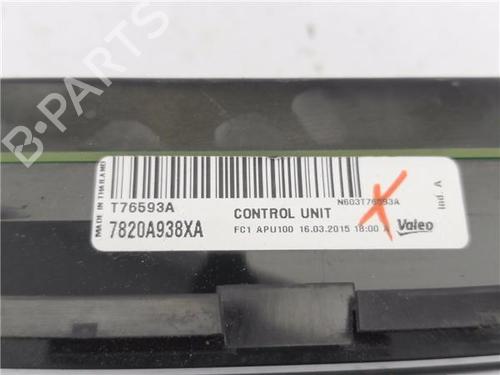 B-PARTS
MADE IN THAILAND
T76593A
CONTROL UNIT
N603T76593A
7820A938XA
FC1 APU100 16.03.2015 18:00 A
Valeo
Ind. A